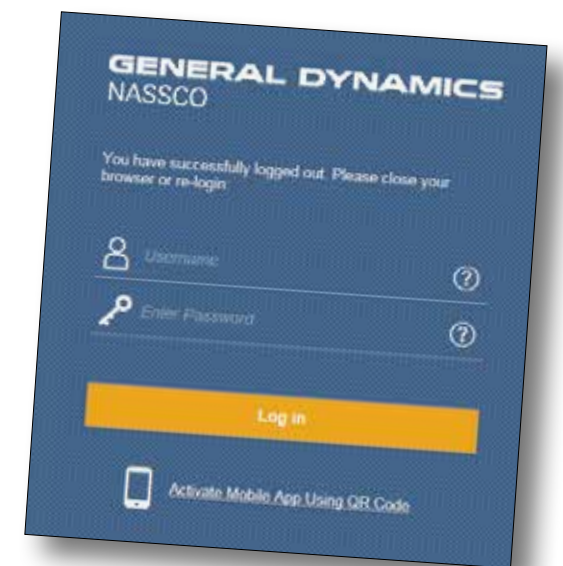 GENERAL DYNAMICS
NASSCO
You have successfully logged out. Please close your
browser or re-login
Username
?
Enter Password
?
Log in
Activate Mobile App Using QR Code